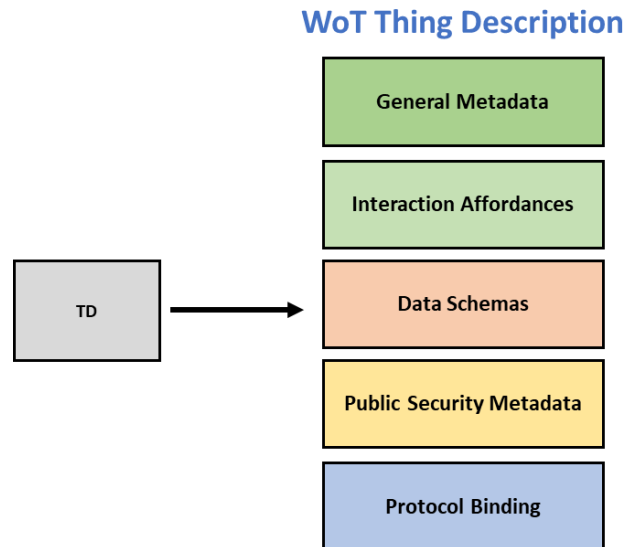 WoT Thing Description
General Metadata
Interaction Affordances
TD
Data Schemas
Public Security Metadata
Protocol Binding